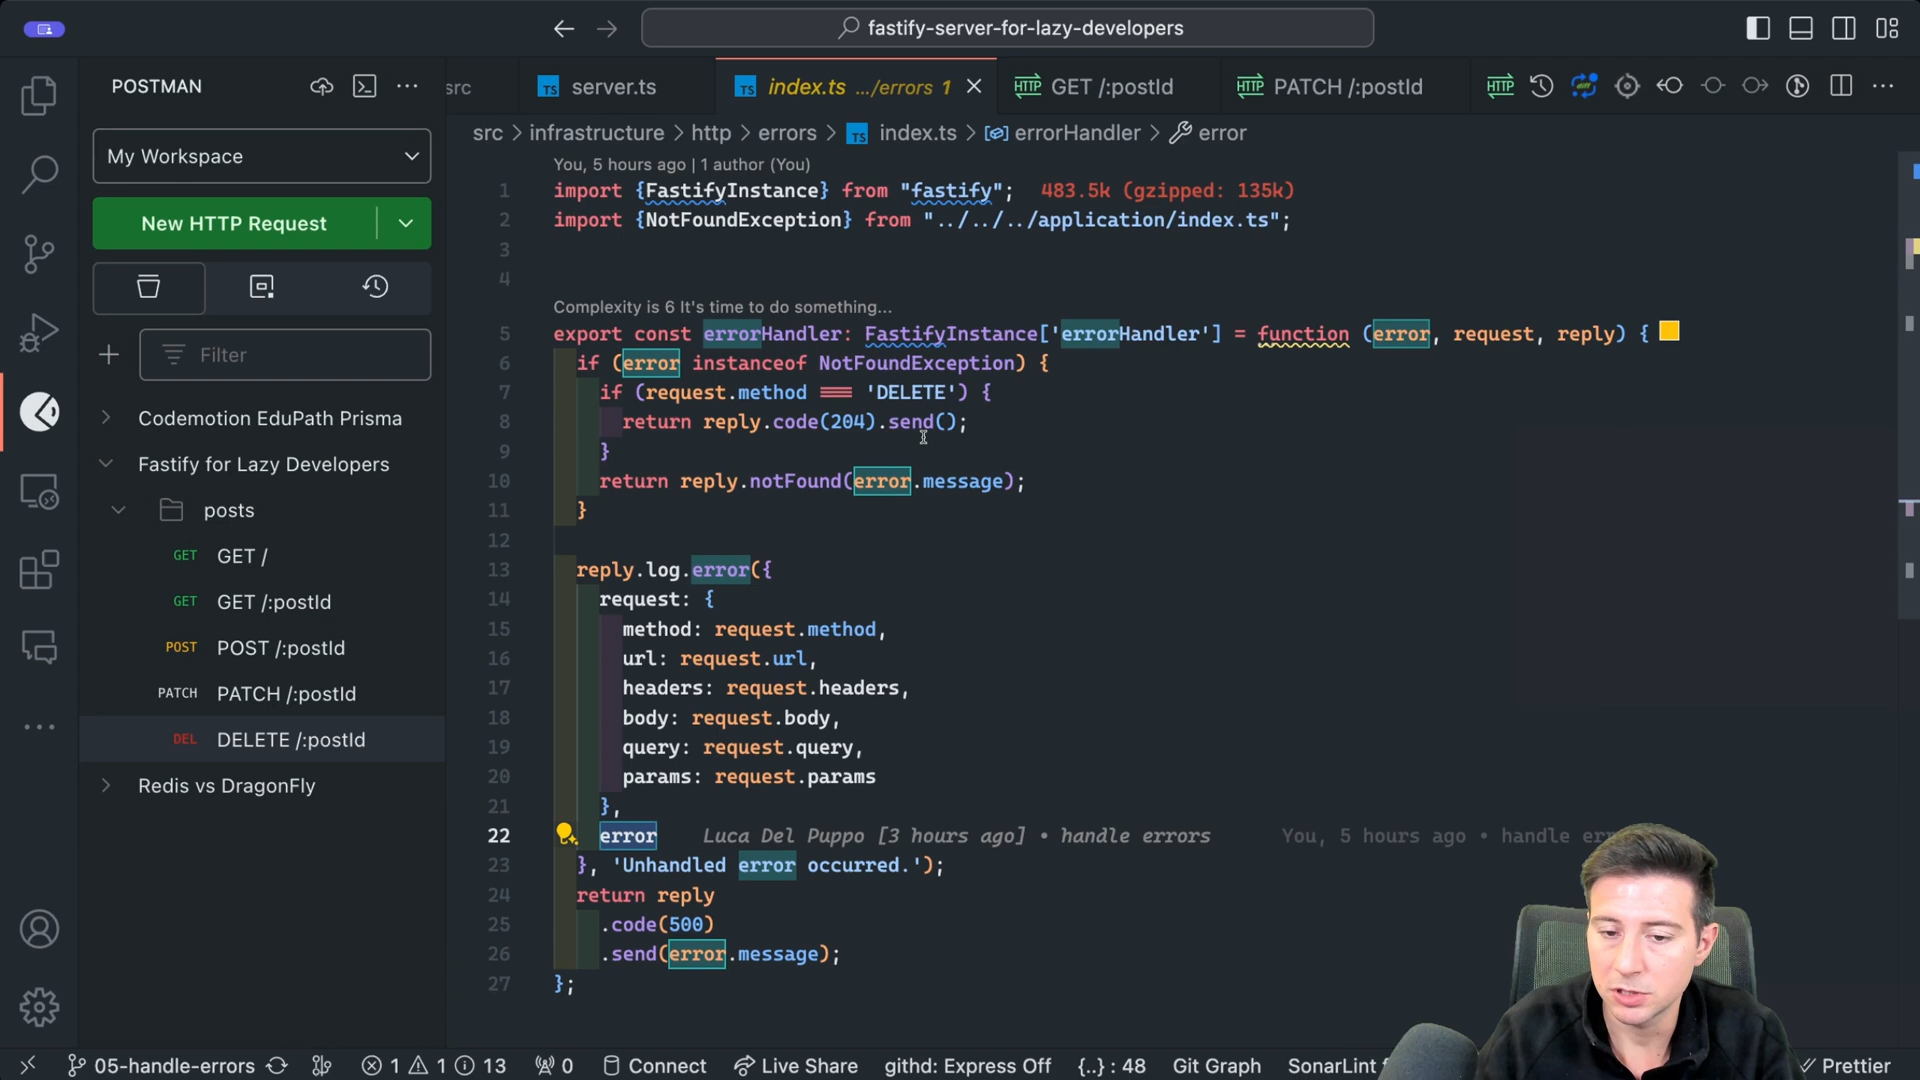 fastify-server-for-lazy-developers
POSTMAN
src
TS server.ts
TS index.ts .../errors 1
HTTP GET /:postId
HTTP PATCH /:postId
HTTP
src > infrastructure > http > errors > TS index.ts > errorHandler > error
My Workspace
New HTTP Request
Filter
Codemotion EduPath Prisma
Fastify for Lazy Developers
posts
GET GET /
GET GET /:postId
POST POST /:postId
PATCH PATCH /:postId
DEL DELETE /:postId
Redis vs DragonFly
You, 5 hours ago | 1 author (You)
1 import {FastifyInstance} from "fastify"; 483.5k (gzipped: 135k)
2 import {NotFoundException} from "../../../application/index.ts";
3
4
Complexity is 6 It's time to do something...
5 export const errorHandler: FastifyInstance['errorHandler'] = function (error, request, reply) {
6 if (error instanceof NotFoundException) {
7 if (request.method === 'DELETE') {
8 return reply.code(204).send();
9 }
10 return reply.notFound(error.message);
11 }
12
13 reply.log.error({
14 request: {
15 method: request.method,
16 url: request.url,
17 headers: request.headers,
18 body: request.body,
19 query: request.query,
20 params: request.params
21 },
22 error Luca Del Puppo [3 hours ago] • handle errors You, 5 hours ago • handle
23 }, 'Unhandled error occurred.');
24 return reply
25 .code(500)
26 .send(error.message);
27 };
05-handle-errors 1 1 13 0 Connect Live Share githd: Express Off {..} : 48 Git Graph SonarLint Prettier